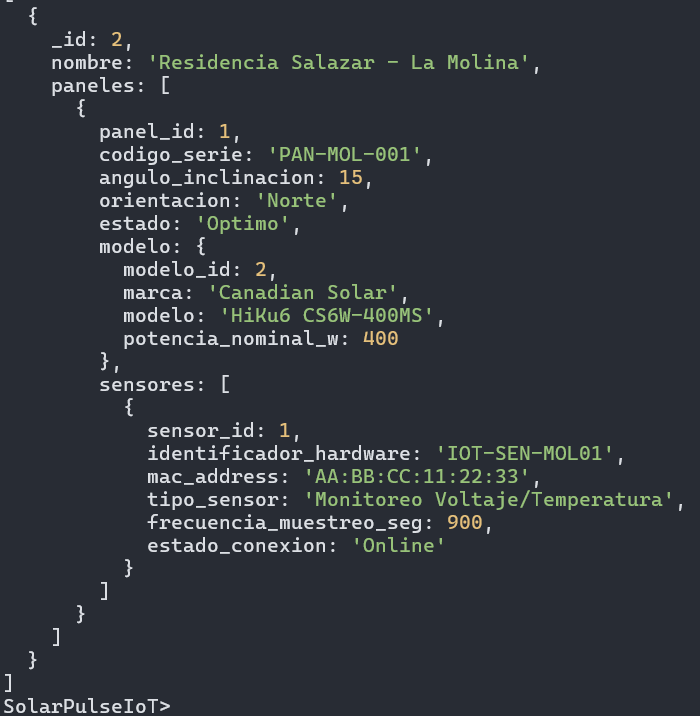 {
    _id: 2,
    nombre: 'Residencia Salazar - La Molina',
    paneles: [
      {
        panel_id: 1,
        codigo_serie: 'PAN-MOL-001',
        angulo_inclinacion: 15,
        orientacion: 'Norte',
        estado: 'Optimo',
        modelo: {
          modelo_id: 2,
          marca: 'Canadian Solar',
          modelo: 'HiKu6 CS6W-400MS',
          potencia_nominal_w: 400
        },
        sensores: [
          {
            sensor_id: 1,
            identificador_hardware: 'IOT-SEN-MOL01',
            mac_address: 'AA:BB:CC:11:22:33',
            tipo_sensor: 'Monitoreo Voltaje/Temperatura',
            frecuencia_muestreo_seg: 900,
            estado_conexion: 'Online'
          }
        ]
      }
    ]
  }
]
SolarPulseIoT>